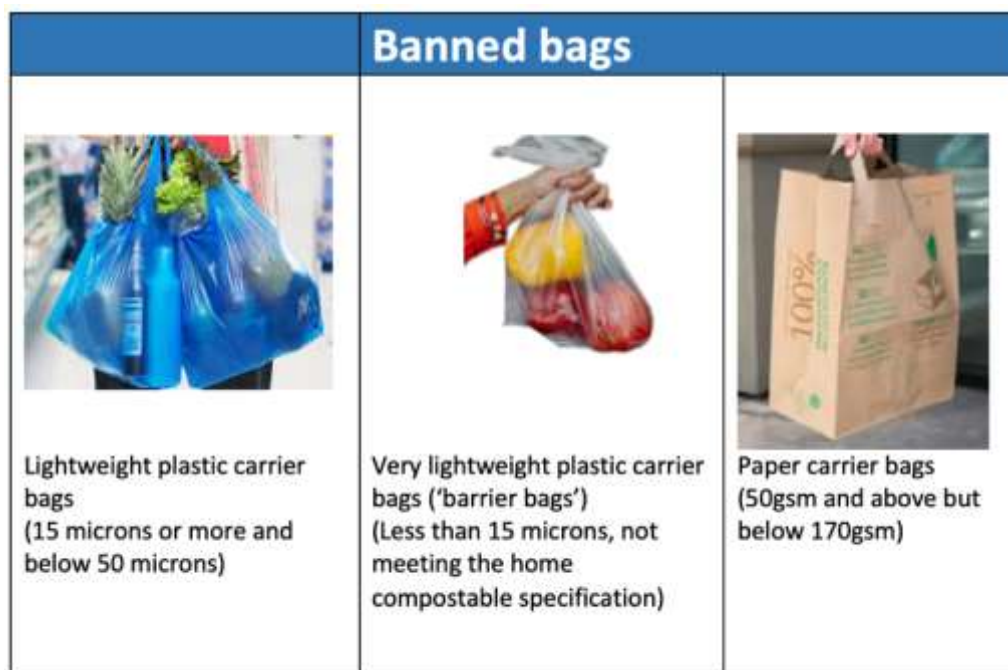 Banned bags
100%
Lightweight plastic carrier
bags
(15 microns or more and
below 50 microns)
Very lightweight plastic carrier
bags (‘barrier bags’)
(Less than 15 microns, not
meeting the home
compostable specification)
Paper carrier bags
(50gsm and above but
below 170gsm)